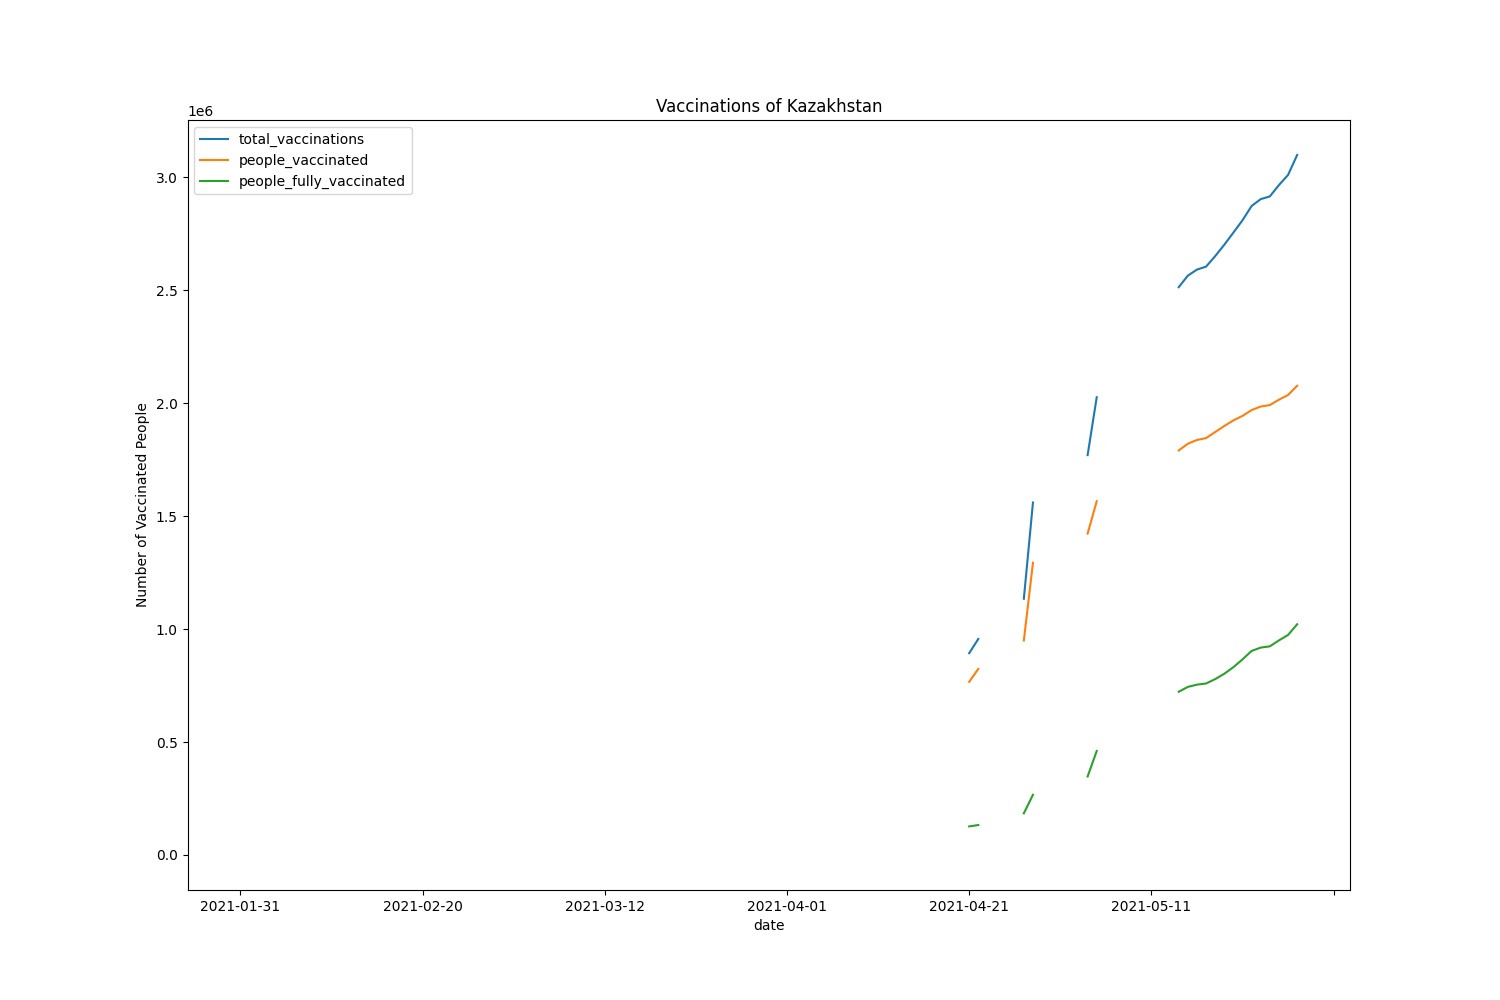 Vaccinations of Kazakhstan
1e6
total_vaccinations
people_vaccinated
people_fully_vaccinated
3.0
2.5
2.0
1.5
1.0
0.5
0.0
Number of Vaccinated People
2021-01-31
2021-02-20
2021-03-12
2021-04-01
2021-04-21
2021-05-11
date